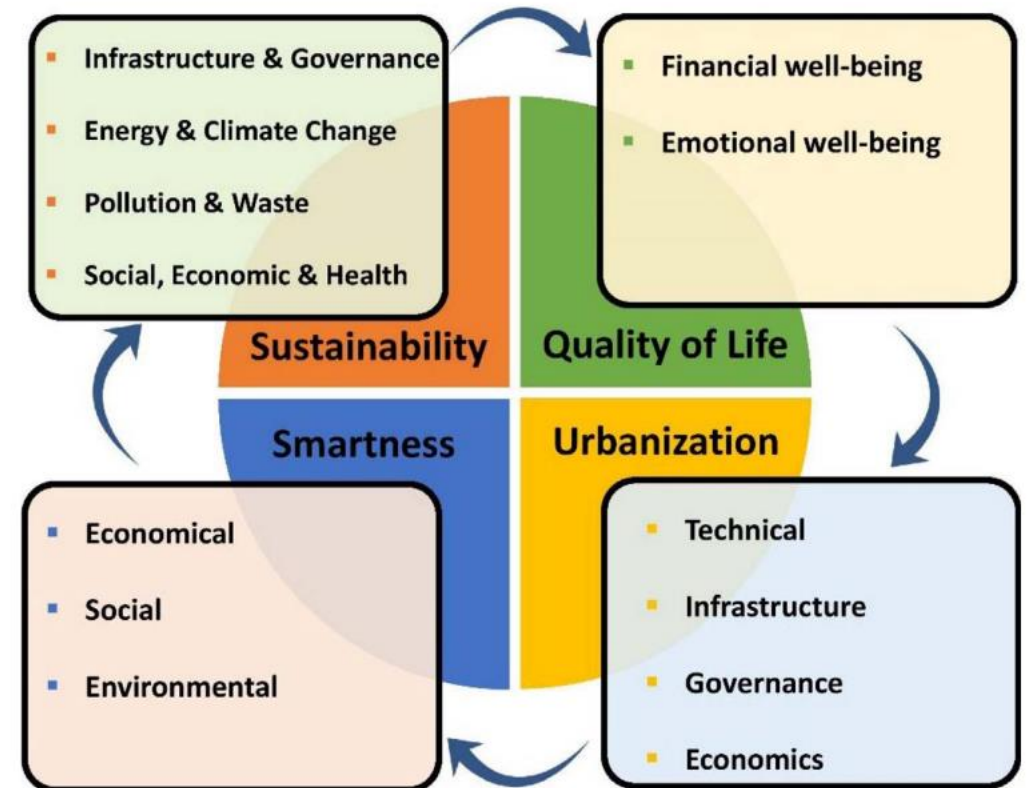 Infrastructure & Governance
Energy & Climate Change
Pollution & Waste
Social, Economic & Health
Financial well-being
Emotional well-being
Sustainability
Quality of Life
Smartness
Urbanization
Economical
Social
Environmental
Technical
Infrastructure
Governance
Economics